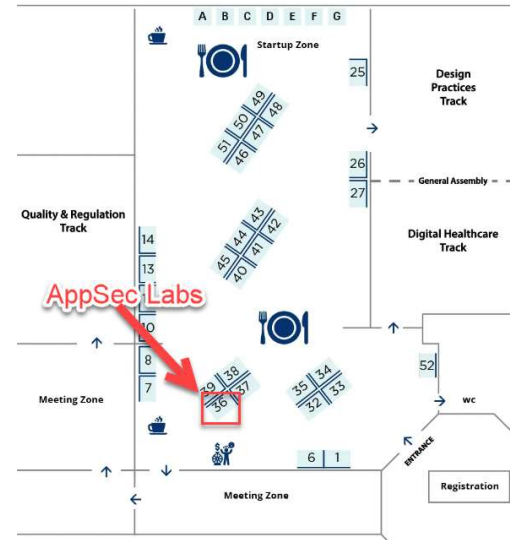 A B C D E F G
Startup Zone
25
Design
Practices
Track
49
50
48
51
47
46
26
General Assembly
27
Quality & Regulation
Track
Digital Healthcare
Track
43
44
42
45
41
40
14
13
AppSec Labs
10
8
7
39
38
37
36
35
34
33
32
52
Meeting Zone
wc
ENTRANCE
6 1
Registration
Meeting Zone